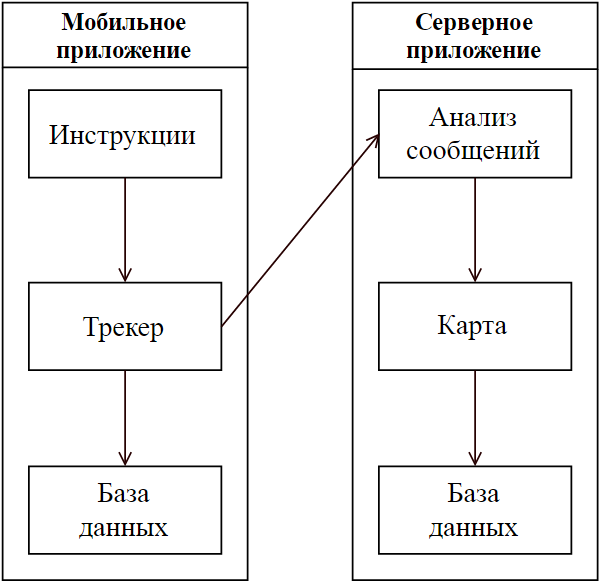 Мобильное
приложение
Инструкции
Трекер
База
данных
Серверное
приложение
Анализ
сообщений
Карта
База
данных